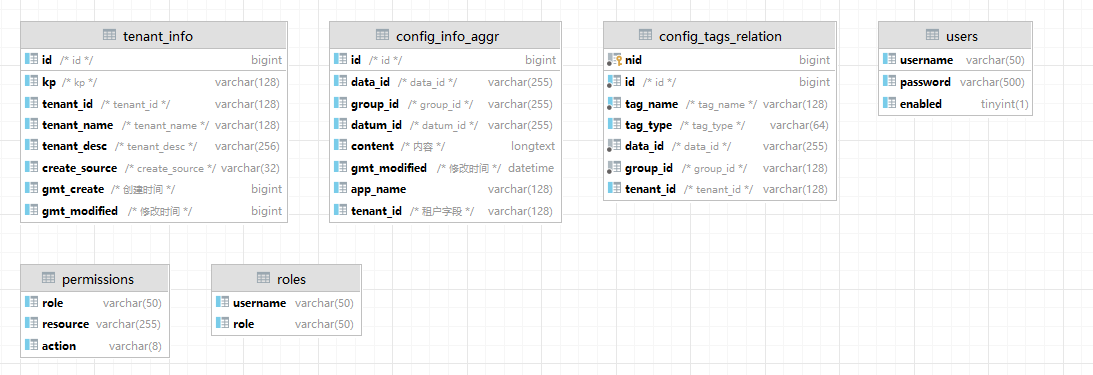 tenant_info
id /* id */ bigint
kp /* kp */ varchar(128)
tenant_id /* tenant_id */ varchar(128)
tenant_name /* tenant_name */ varchar(128)
tenant_desc /* tenant_desc */ varchar(256)
create_source /* create_source */ varchar(32)
gmt_create /* 创建时间 */ bigint
gmt_modified /* 修改时间 */ bigint
config_info_aggr
id /* id */ bigint
data_id /* data_id */ varchar(255)
group_id /* group_id */ varchar(255)
datum_id /* datum_id */ varchar(255)
content /* 内容 */ longtext
gmt_modified /* 修改时间 */ datetime
app_name varchar(128)
tenant_id /* 租户字段 */ varchar(128)
config_tags_relation
nid bigint
id /* id */ bigint
tag_name /* tag_name */ varchar(128)
tag_type /* tag_type */ varchar(64)
data_id /* data_id */ varchar(255)
group_id /* group_id */ varchar(128)
tenant_id /* tenant_id */ varchar(128)
users
username varchar(50)
password varchar(500)
enabled tinyint(1)
permissions
role varchar(50)
resource varchar(255)
action varchar(8)
roles
username varchar(50)
role varchar(50)